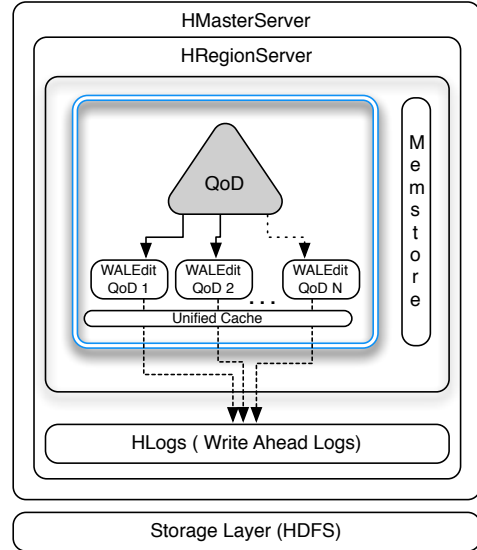 HMasterServer
HRegionServer
QoD
Memstore
WALEdit
QoD 1
WALEdit
QoD 2
. . .
WALEdit
QoD N
Unified Cache
HLogs ( Write Ahead Logs)
Storage Layer (HDFS)